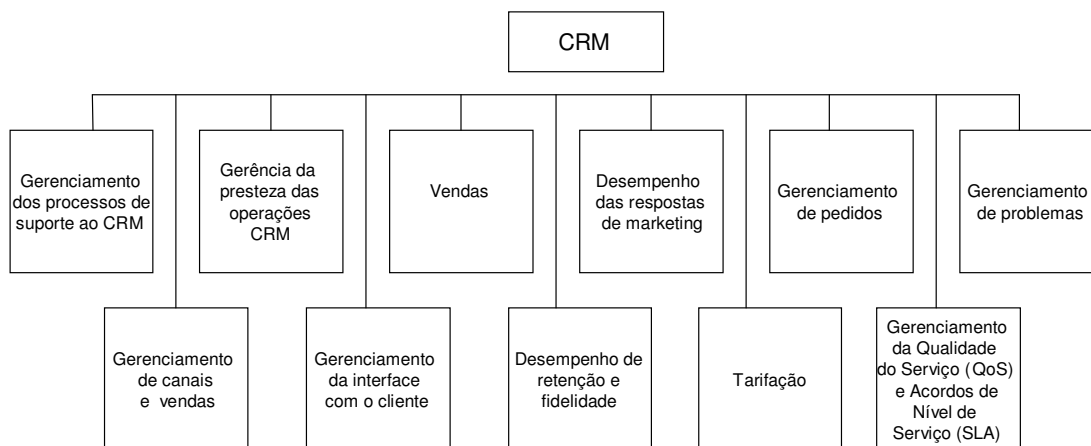 CRM
Gerenciamento
dos processos de
suporte ao CRM
Gerência da
presteza das
operações
CRM
Vendas
Desempenho
das respostas
de marketing
Gerenciamento
de pedidos
Gerenciamento
de problemas
Gerenciamento
de canais
e vendas
Gerenciamento
da interface
com o cliente
Desempenho de
retenção e
fidelidade
Tarifação
Gerenciamento
da Qualidade
do Serviço (QoS)
e Acordos de
Nível de
Serviço (SLA)